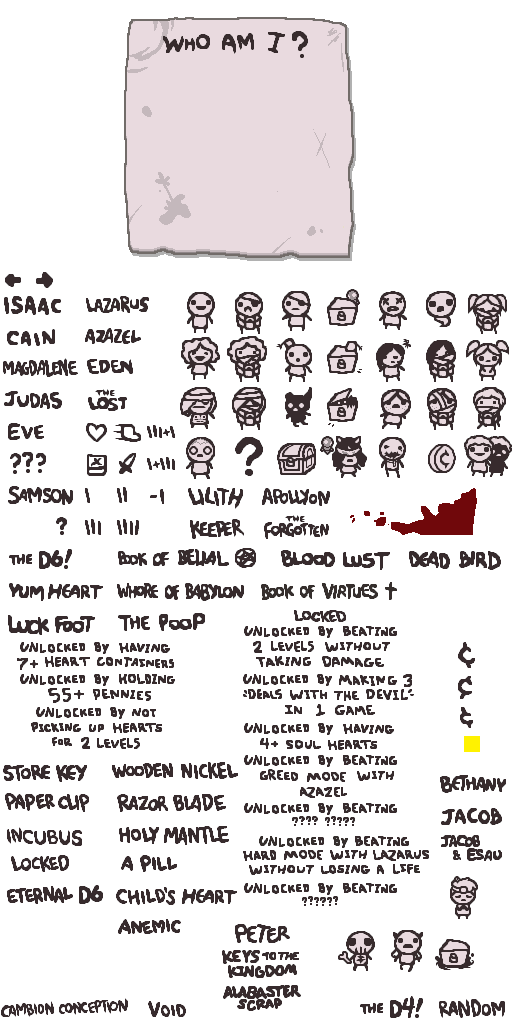 WHO AM I?
ISAAC LAZARUS
CAIN AZAZEL
MAGDALENE EDEN
JUDAS THE LOST
EVE III+I
??? I+III
?
SAMSON I II -I LILITH APOLLYON
? III IIII KEEPER THE FORGOTTEN
THE D6! BOOK OF BELIAL BLOOD LUST DEAD BIRD
YUM HEART WHORE OF BABYLON BOOK OF VIRTUES
LUCK FOOT THE POOP
UNLOCKED BY HAVING
7+ HEART CONTAINERS
UNLOCKED BY HOLDING
55+ PENNIES
UNLOCKED BY NOT
PICKING UP HEARTS
FOR 2 LEVELS
LOCKED
UNLOCKED BY BEATING
2 LEVELS WITHOUT
TAKING DAMAGE
UNLOCKED BY MAKING 3
"DEALS WITH THE DEVIL"
IN 1 GAME
UNLOCKED BY HAVING
4+ SOUL HEARTS
UNLOCKED BY BEATING
GREED MODE WITH
AZAZEL
UNLOCKED BY BEATING
???? ?????
UNLOCKED BY BEATING
HARD MODE WITH LAZARUS
WITHOUT LOSING A LIFE
UNLOCKED BY BEATING
??????
¢
¢
¢
STORE KEY WOODEN NICKEL
PAPER CLIP RAZOR BLADE
INCUBUS HOLY MANTLE
LOCKED A PILL
ETERNAL D6 CHILD'S HEART
ANEMIC
BETHANY
JACOB
JACOB
& ESAU
PETER
KEYS TO THE
KINGDOM
ALABASTER
SCRAP
CAMBION CONCEPTION VOID THE D4! RANDOM